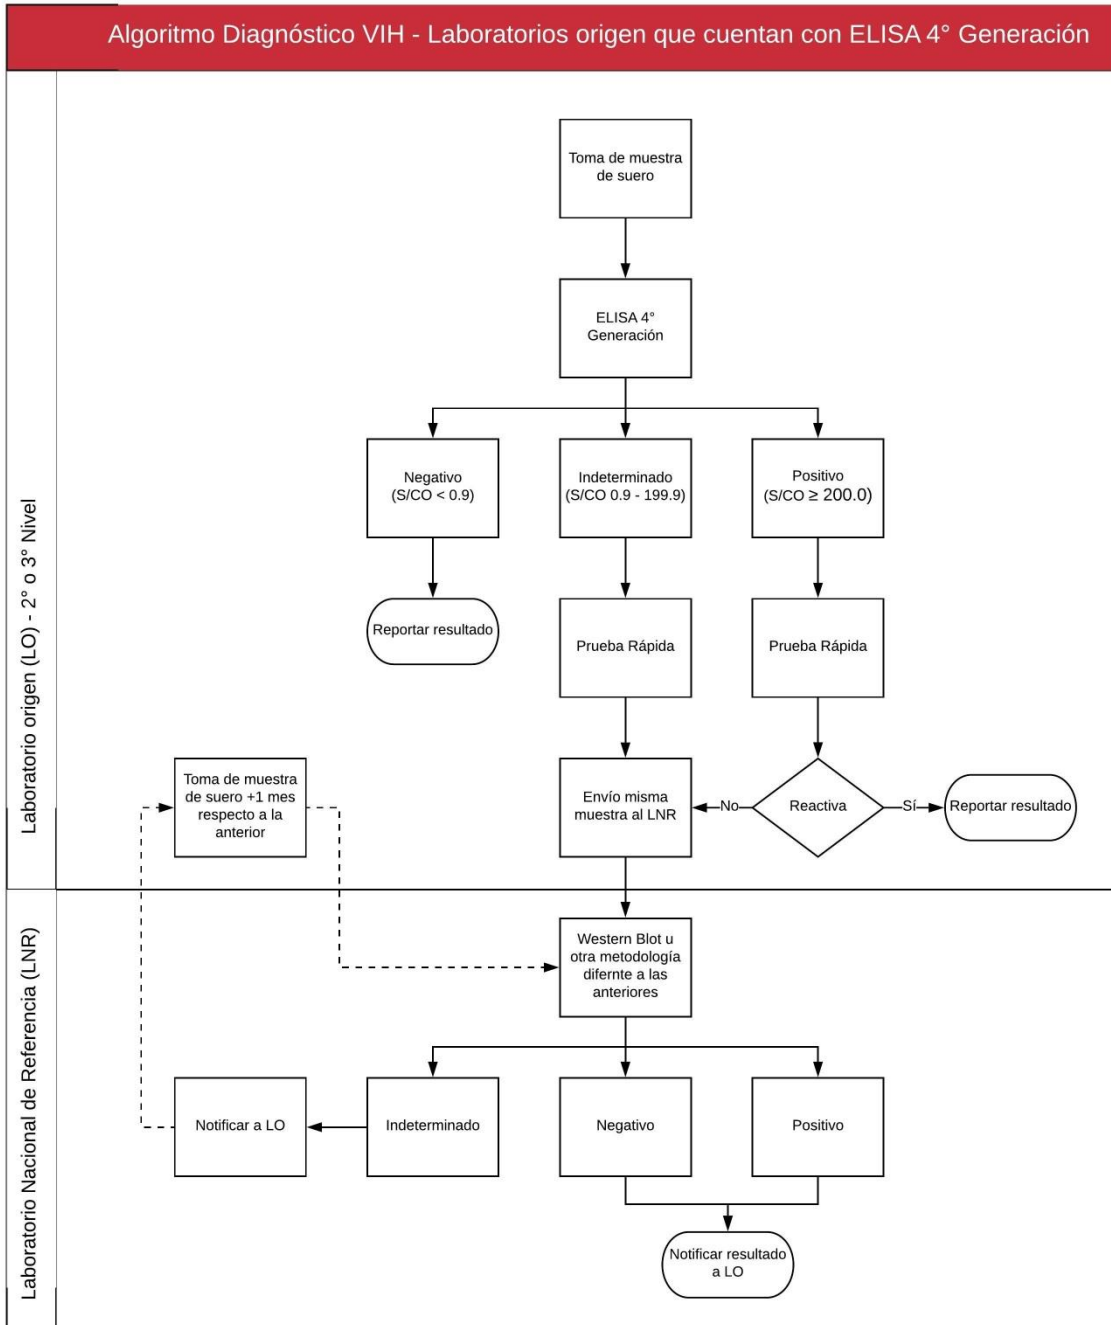 Algoritmo Diagnóstico VIH - Laboratorios origen que cuentan con ELISA 4° Generación
Laboratorio origen (LO) - 2° o 3° Nivel
Toma de muestra
de suero
ELISA 4°
Generación
Negativo
(S/CO < 0.9)
Indeterminado
(S/CO 0.9 - 199.9)
Positivo
(S/CO ≥ 200.0)
Reportar resultado
Prueba Rápida
Prueba Rápida
Toma de muestra
de suero +1 mes
respecto a la
anterior
Envío misma
muestra al LNR
No
Reactiva
Sí
Reportar resultado
Laboratorio Nacional de Referencia (LNR)
Western Blot u
otra metodología
difernte a las
anteriores
Notificar a LO
Indeterminado
Negativo
Positivo
Notificar resultado
a LO